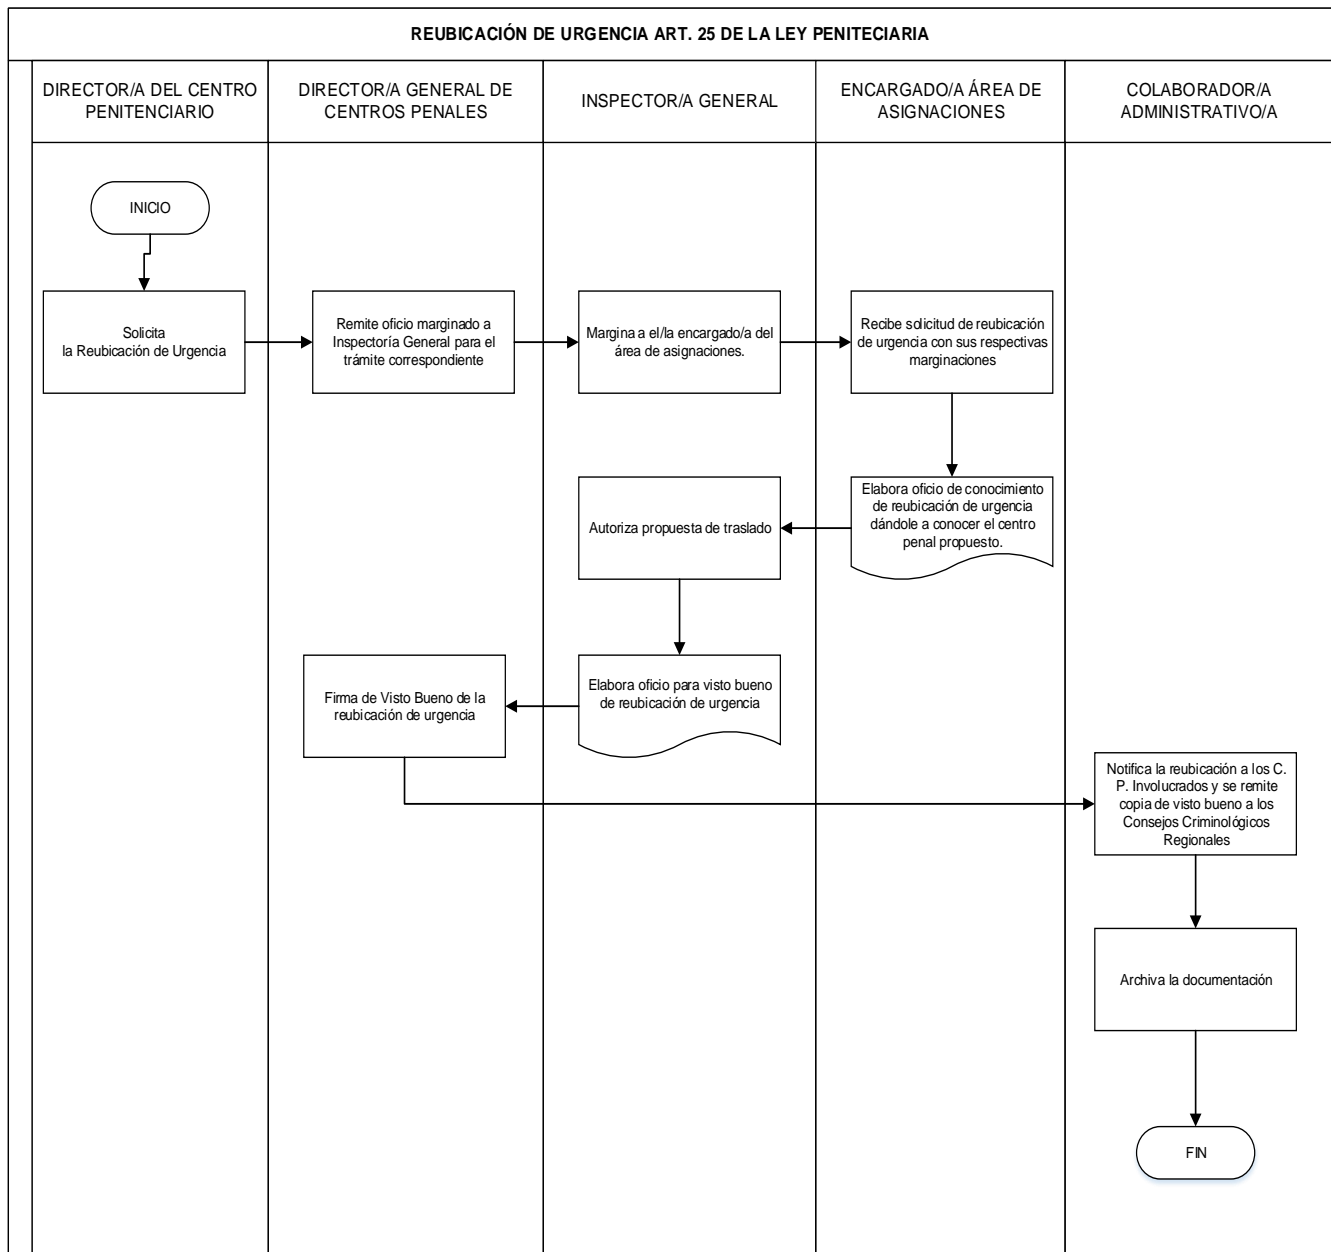 REUBICACIÓN DE URGENCIA ART. 25 DE LA LEY PENITECIARIA
DIRECTOR/A DEL CENTRO
PENITENCIARIO
DIRECTOR/A GENERAL DE
CENTROS PENALES
INSPECTOR/A GENERAL
ENCARGADO/A ÁREA DE
ASIGNACIONES
COLABORADOR/A
ADMINISTRATIVO/A
INICIO
Solicita
la Reubicación de Urgencia
Remite oficio marginado a
Inspectoría General para el
trámite correspondiente
Margina a el/la encargado/a del
área de asignaciones.
Recibe solicitud de reubicación
de urgencia con sus respectivas
marginaciones
Elabora oficio de conocimiento
de reubicación de urgencia
dándole a conocer el centro
penal propuesto.
Autoriza propuesta de traslado
Elabora oficio para visto bueno
de reubicación de urgencia
Firma de Visto Bueno de la
reubicación de urgencia
Notifica la reubicación a los C.
P. Involucrados y se remite
copia de visto bueno a los
Consejos Criminológicos
Regionales
Archiva la documentación
FIN